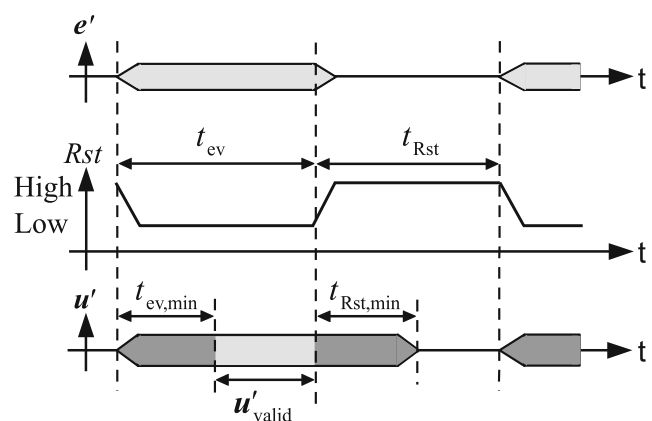 e′
t
t_ev
t_Rst
Rst
High
Low
t
u′
t_ev,min
t_Rst,min
t
u′_valid